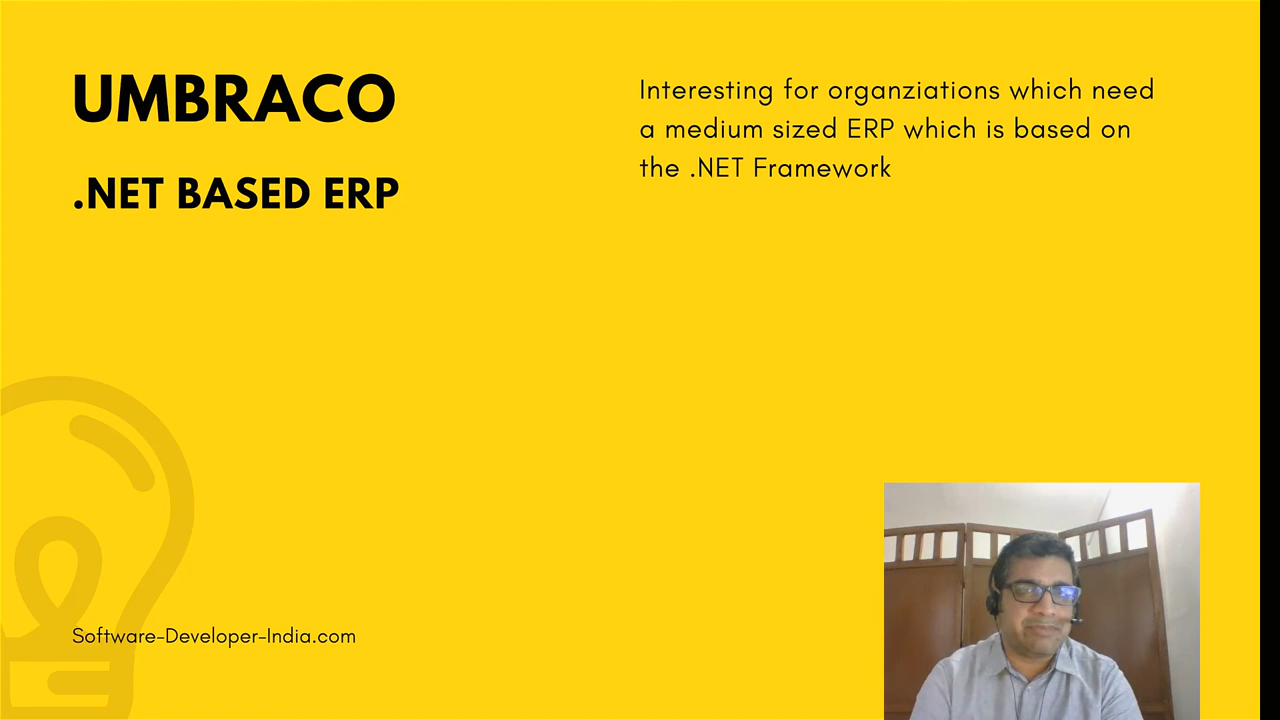 UMBRACO
.NET BASED ERP
Interesting for organziations which need
a medium sized ERP which is based on
the .NET Framework
Software-Developer-India.com